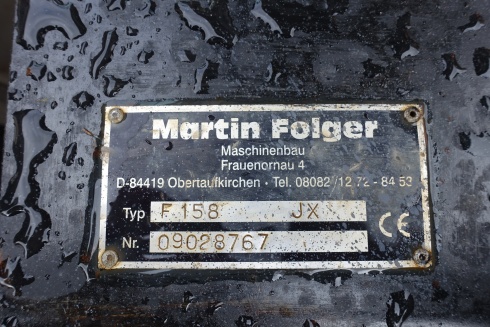 Martin Folger
Maschinenbau
Frauenornau 4
D-84419 Obertaufkirchen · Tel. 08082 / 12 72 - 84 53
Typ F 158 JX
Nr. 09028767
CE